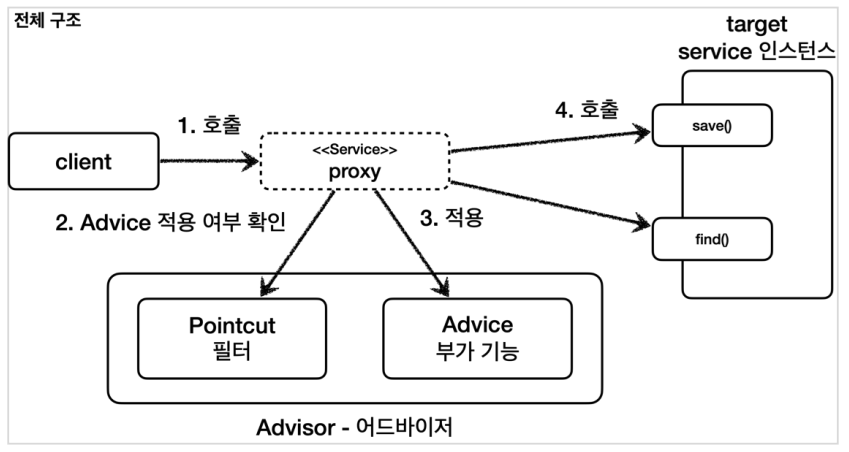 전체 구조
target
service 인스턴스
1. 호출
4. 호출
save()
client
<<Service>>
proxy
2. Advice 적용 여부 확인
3. 적용
find()
Pointcut
필터
Advice
부가 기능
Advisor - 어드바이저